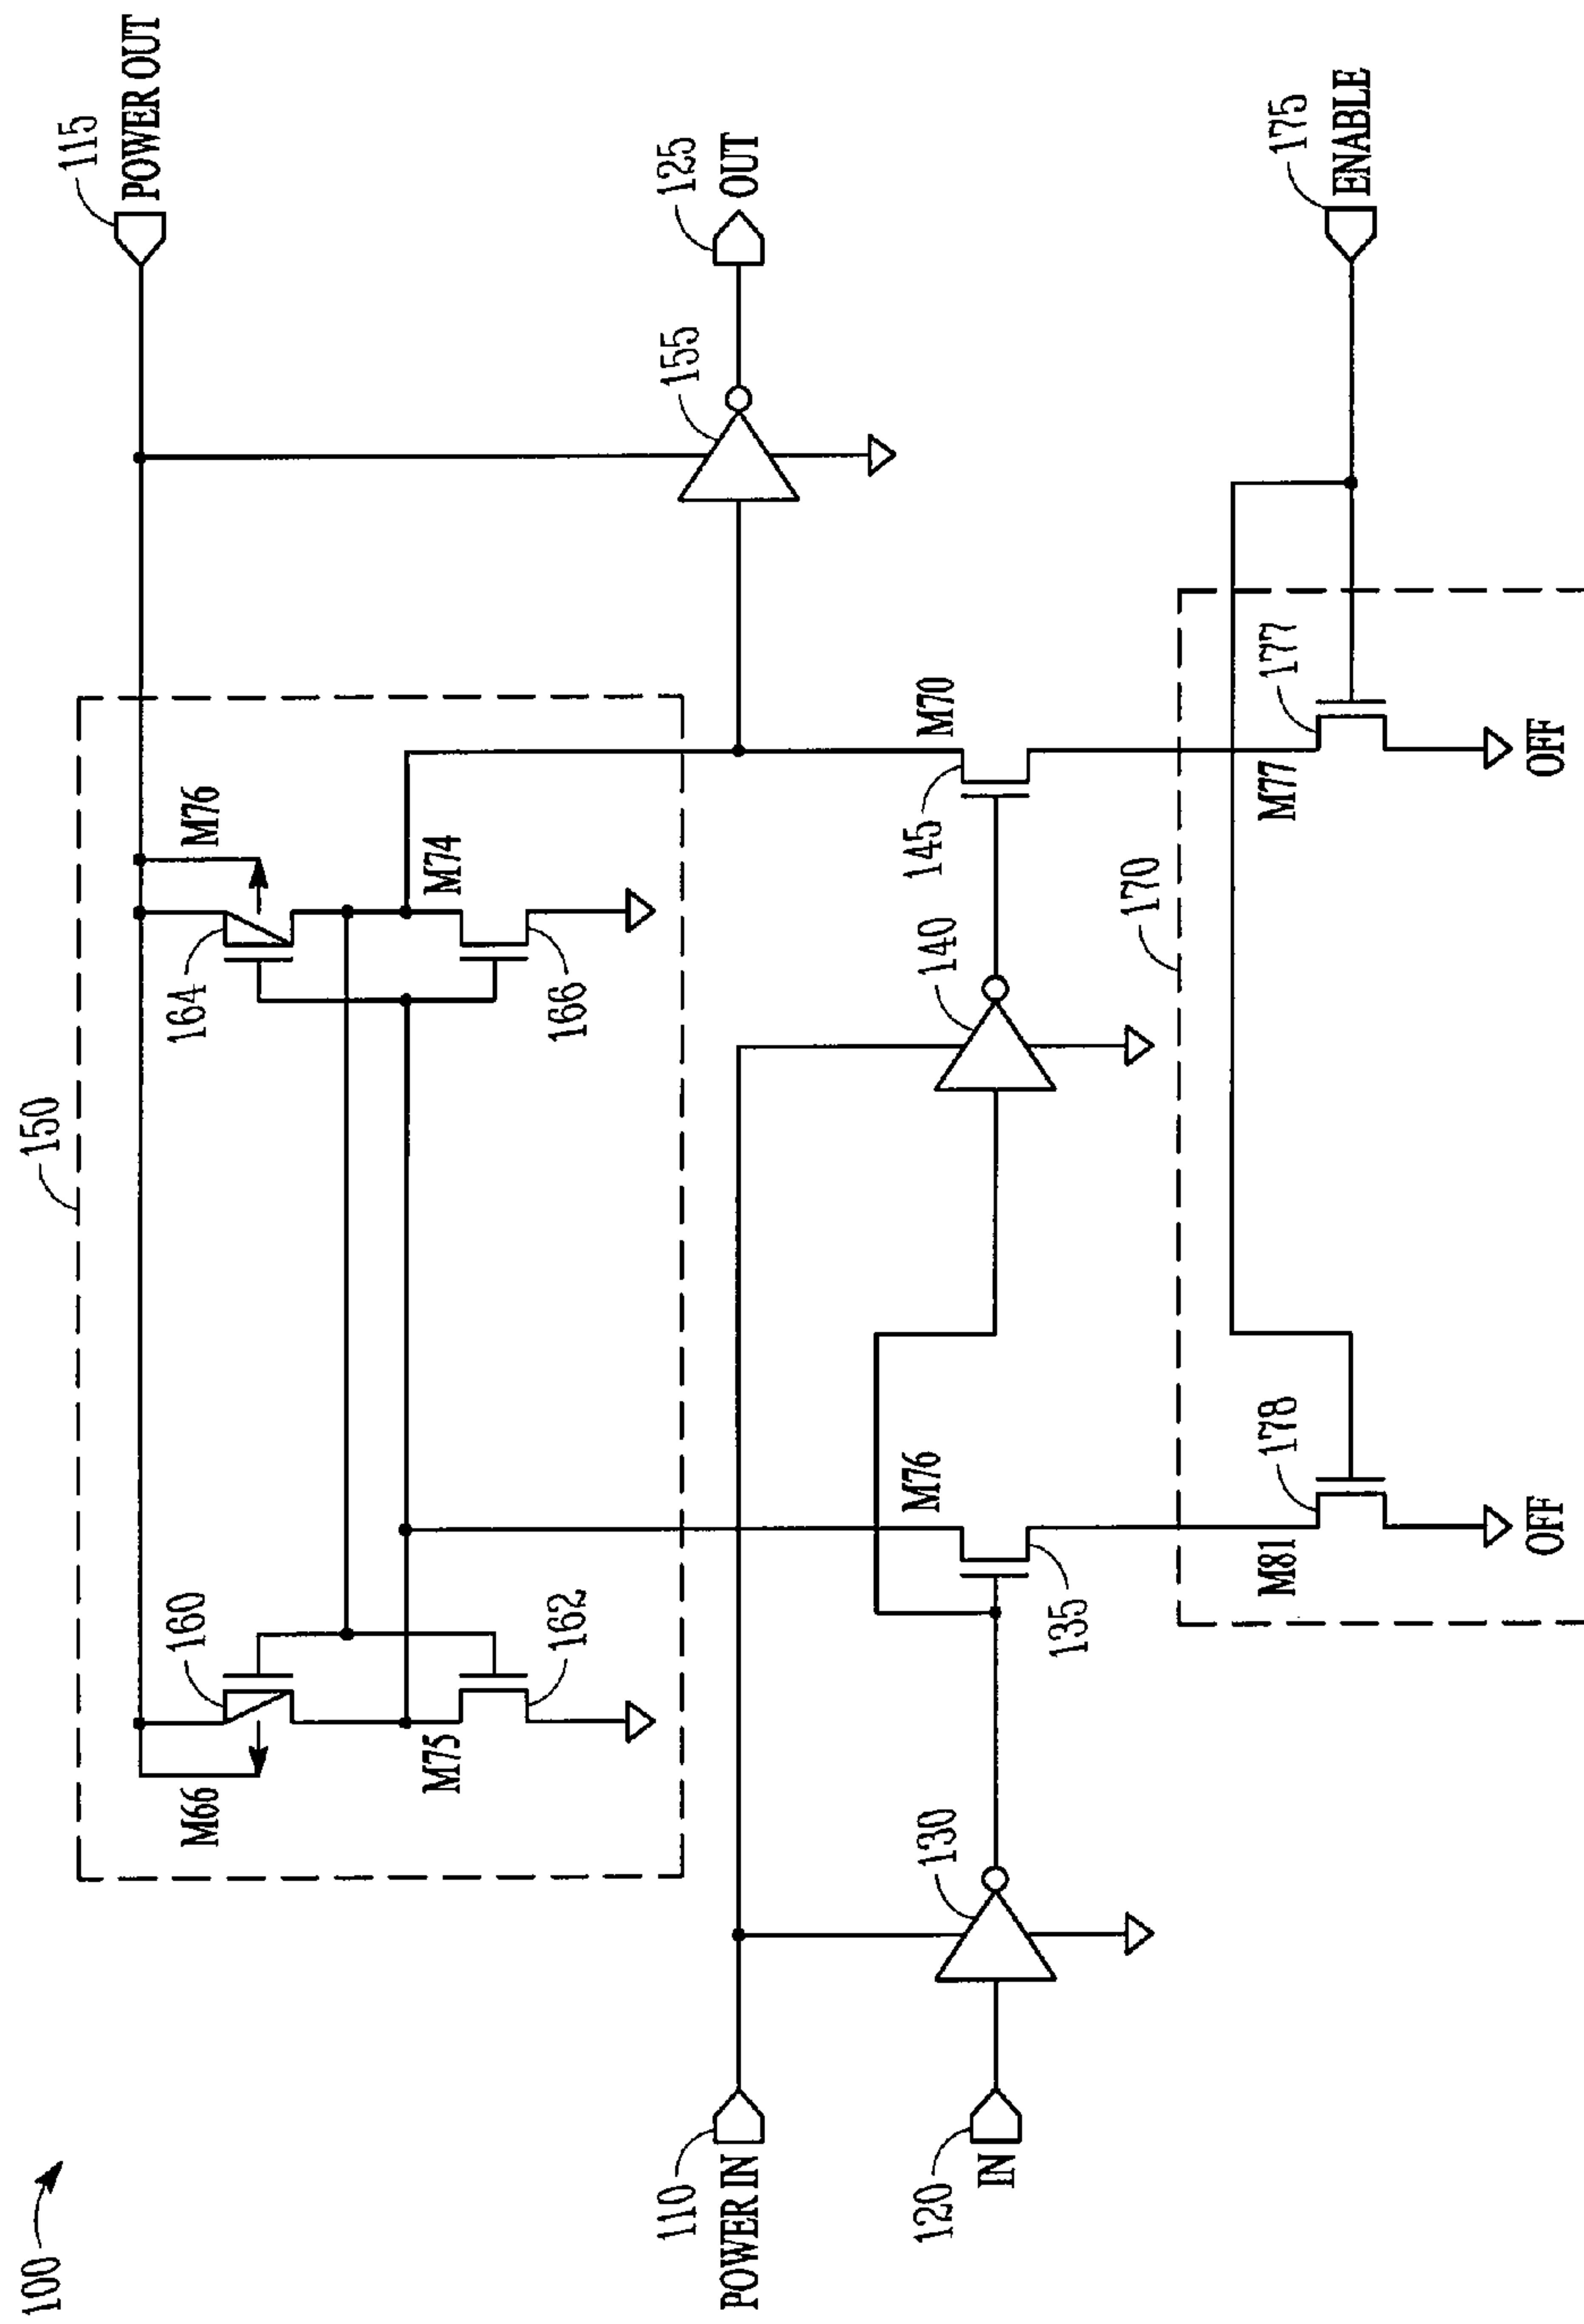 100
150
115
POWER OUT
160
M66
164
M76
M75
162
M74
166
125
OUT
155
110
POWER IN
120
IN
130
M76
135
140
145
M70
170
175
ENABLE
178
M81
177
M77
OFF
OFF